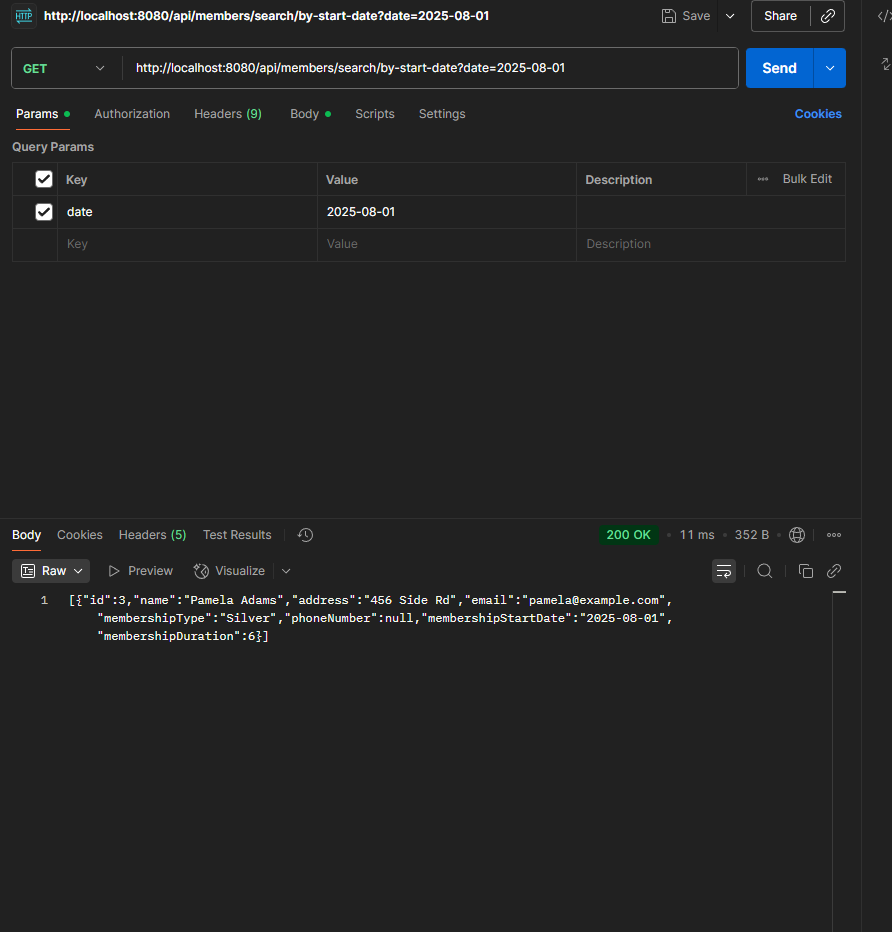 HTTP http://localhost:8080/api/members/search/by-start-date?date=2025-08-01 Save Share
GET http://localhost:8080/api/members/search/by-start-date?date=2025-08-01 Send
Params Authorization Headers (9) Body Scripts Settings Cookies
Query Params
Key Value Description Bulk Edit
date 2025-08-01
Key Value Description
Body Cookies Headers (5) Test Results 200 OK 11 ms 352 B
Raw Preview Visualize
1 [{"id":3,"name":"Pamela Adams","address":"456 Side Rd","email":"pamela@example.com",
"membershipType":"Silver","phoneNumber":null,"membershipStartDate":"2025-08-01",
"membershipDuration":6}]